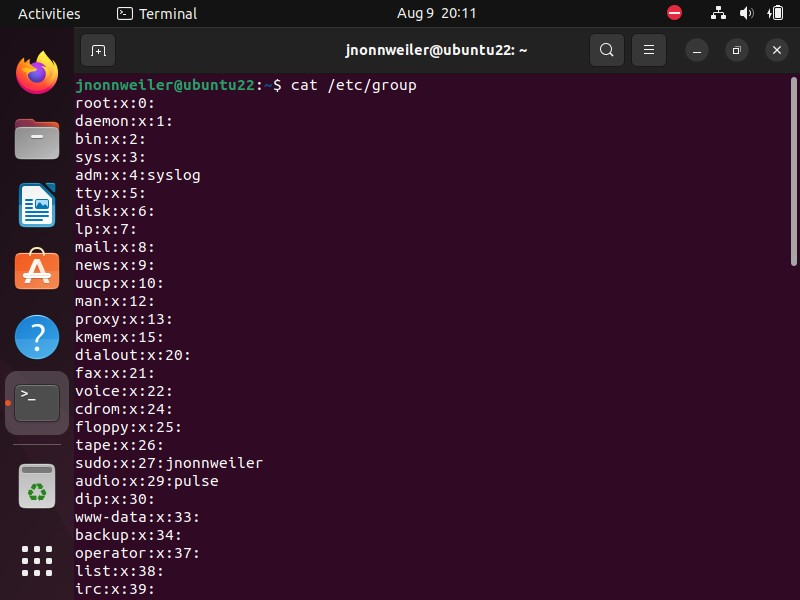 Activities Terminal Aug 9 20:11
jnonnweiler@ubuntu22: ~
jnonnweiler@ubuntu22:~$ cat /etc/group
root:x:0:
daemon:x:1:
bin:x:2:
sys:x:3:
adm:x:4:syslog
tty:x:5:
disk:x:6:
lp:x:7:
mail:x:8:
news:x:9:
uucp:x:10:
man:x:12:
proxy:x:13:
kmem:x:15:
dialout:x:20:
fax:x:21:
voice:x:22:
cdrom:x:24:
floppy:x:25:
tape:x:26:
sudo:x:27:jnonnweiler
audio:x:29:pulse
dip:x:30:
www-data:x:33:
backup:x:34:
operator:x:37:
list:x:38:
irc:x:39: